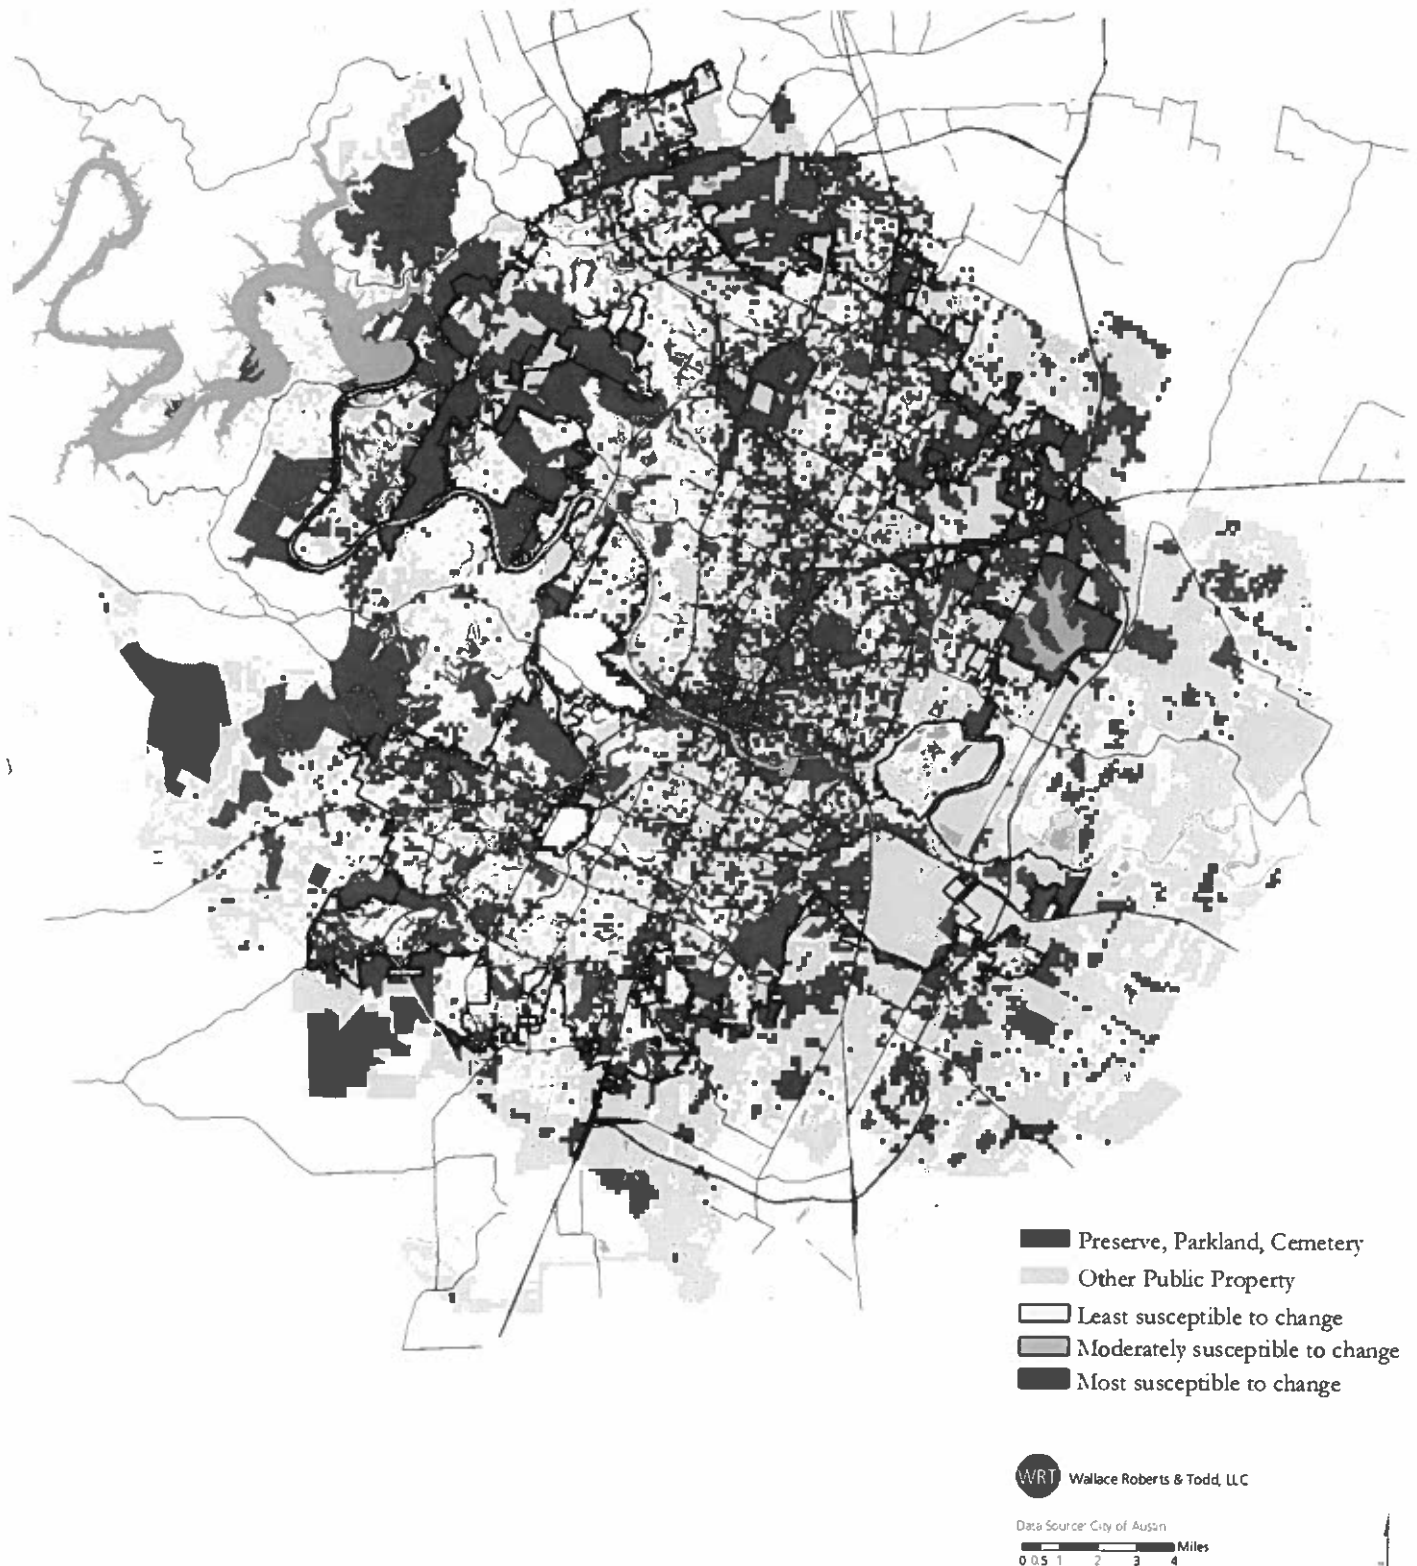 Preserve, Parkland, Cemetery
Other Public Property
Least susceptible to change
Moderately susceptible to change
Most susceptible to change
WRT Wallace Roberts & Todd, LLC
Data Source: City of Austin
Miles
0 0.5 1 2 3 4